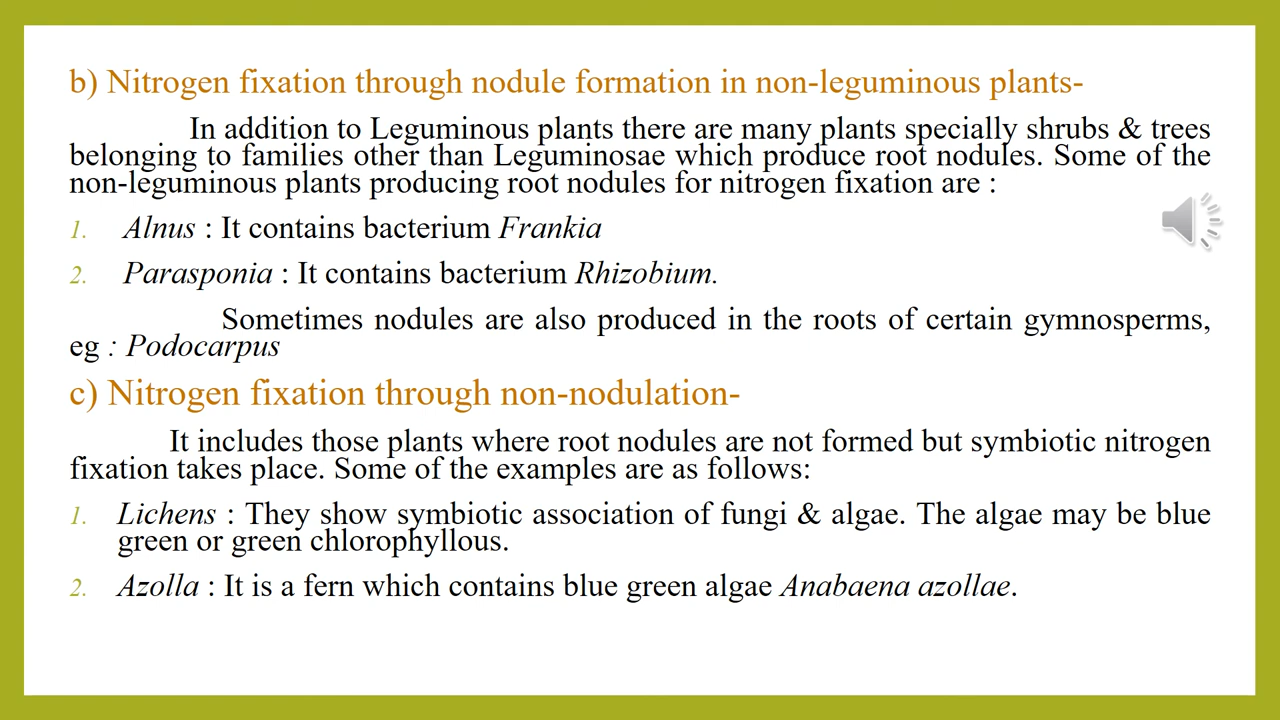 b) Nitrogen fixation through nodule formation in non-leguminous plants-
In addition to Leguminous plants there are many plants specially shrubs & trees
belonging to families other than Leguminosae which produce root nodules. Some of the
non-leguminous plants producing root nodules for nitrogen fixation are :
1. Alnus : It contains bacterium Frankia
2. Parasponia : It contains bacterium Rhizobium.
Sometimes nodules are also produced in the roots of certain gymnosperms,
eg : Podocarpus
c) Nitrogen fixation through non-nodulation-
It includes those plants where root nodules are not formed but symbiotic nitrogen
fixation takes place. Some of the examples are as follows:
1. Lichens : They show symbiotic association of fungi & algae. The algae may be blue
green or green chlorophyllous.
2. Azolla : It is a fern which contains blue green algae Anabaena azollae.